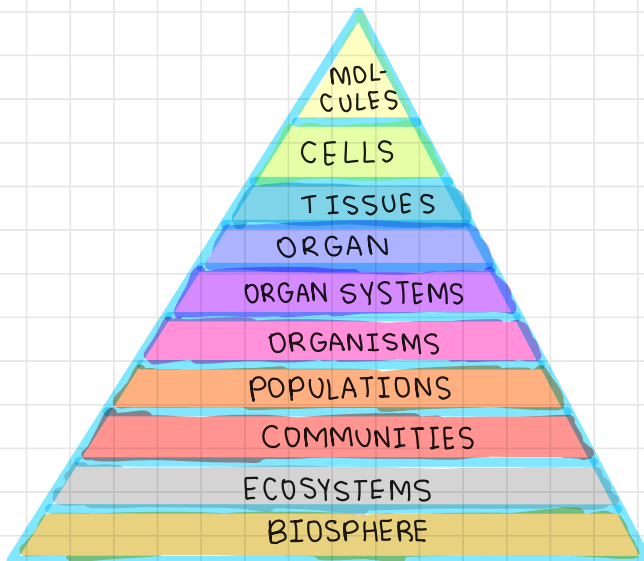 MOL-
CULES
CELLS
TISSUES
ORGAN
ORGAN SYSTEMS
ORGANISMS
POPULATIONS
COMMUNITIES
ECOSYSTEMS
BIOSPHERE